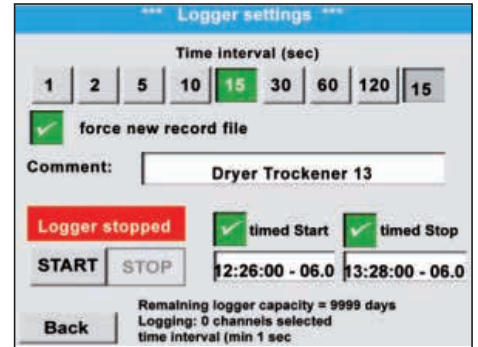 *** Logger settings ***
Time interval (sec)
1 2 5 10 15 30 60 120 15
force new record file
Comment: Dryer Trockener 13
Logger stopped
timed Start timed Stop
START STOP 12:26:00 - 06.0 13:28:00 - 06.0
Remaining logger capacity = 9999 days
Back Logging: 0 channels selected
time interval (min 1 sec